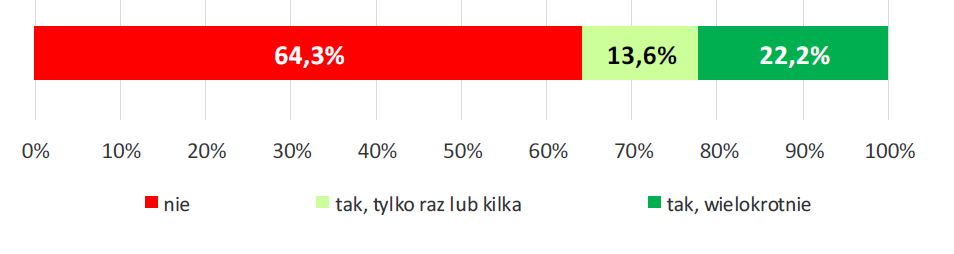 64,3% 13,6% 22,2%
0% 10% 20% 30% 40% 50% 60% 70% 80% 90% 100%
nie tak, tylko raz lub kilka tak, wielokrotnie